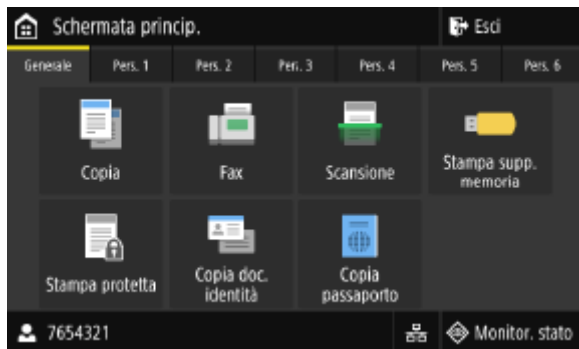 Schermata princip.
Esci
Generale Pers. 1 Pers. 2 Pers. 3 Pers. 4 Pers. 5 Pers. 6
Copia
Fax
Scansione
Stampa supp.
memoria
Stampa protetta
Copia doc.
identità
Copia
passaporto
7654321
Monitor. stato